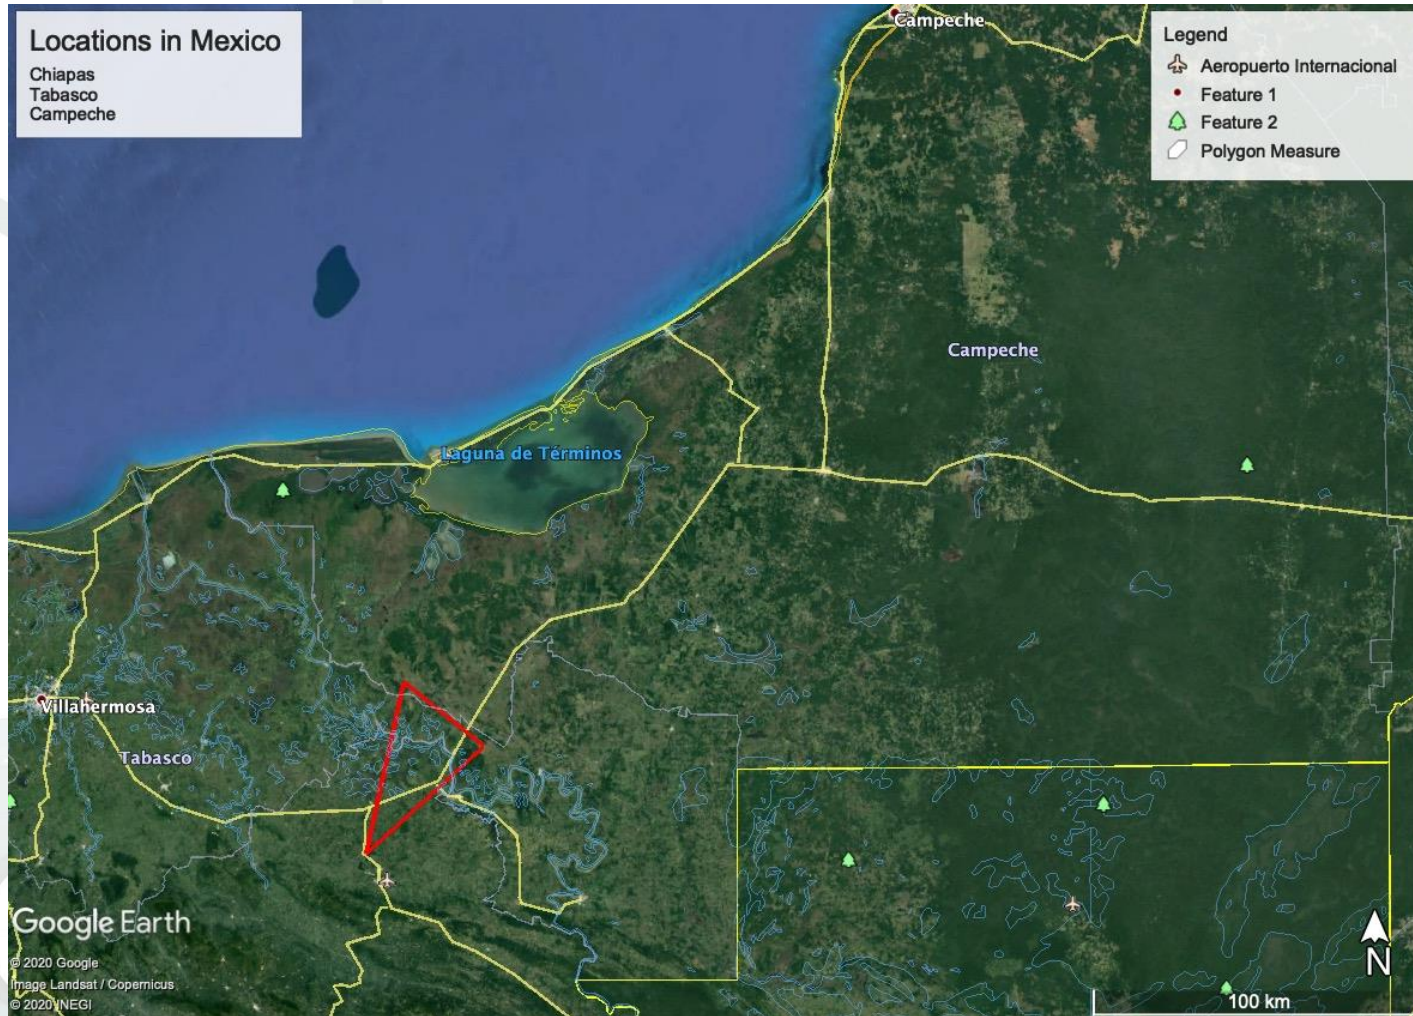 Locations in Mexico
Chiapas
Tabasco
Campeche
Campeche
Legend
Aeropuerto Internacional
Feature 1
Feature 2
Polygon Measure
Campeche
Laguna de Términos
Villahermosa
Tabasco
Google Earth
© 2020 Google
Image Landsat / Copernicus
© 2020 INEGI
N
100 km